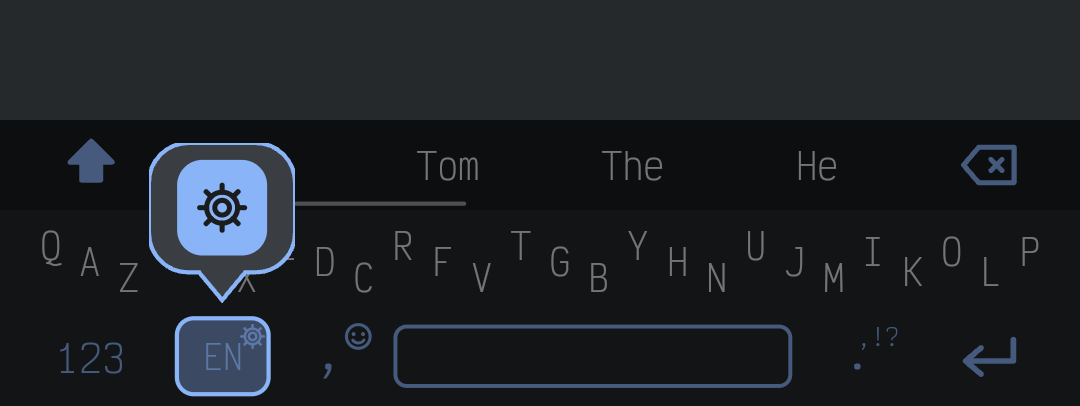 Tom The He
Q A Z X D C R F V T G B Y H N U J M I K O L P
123 EN , . ,!?